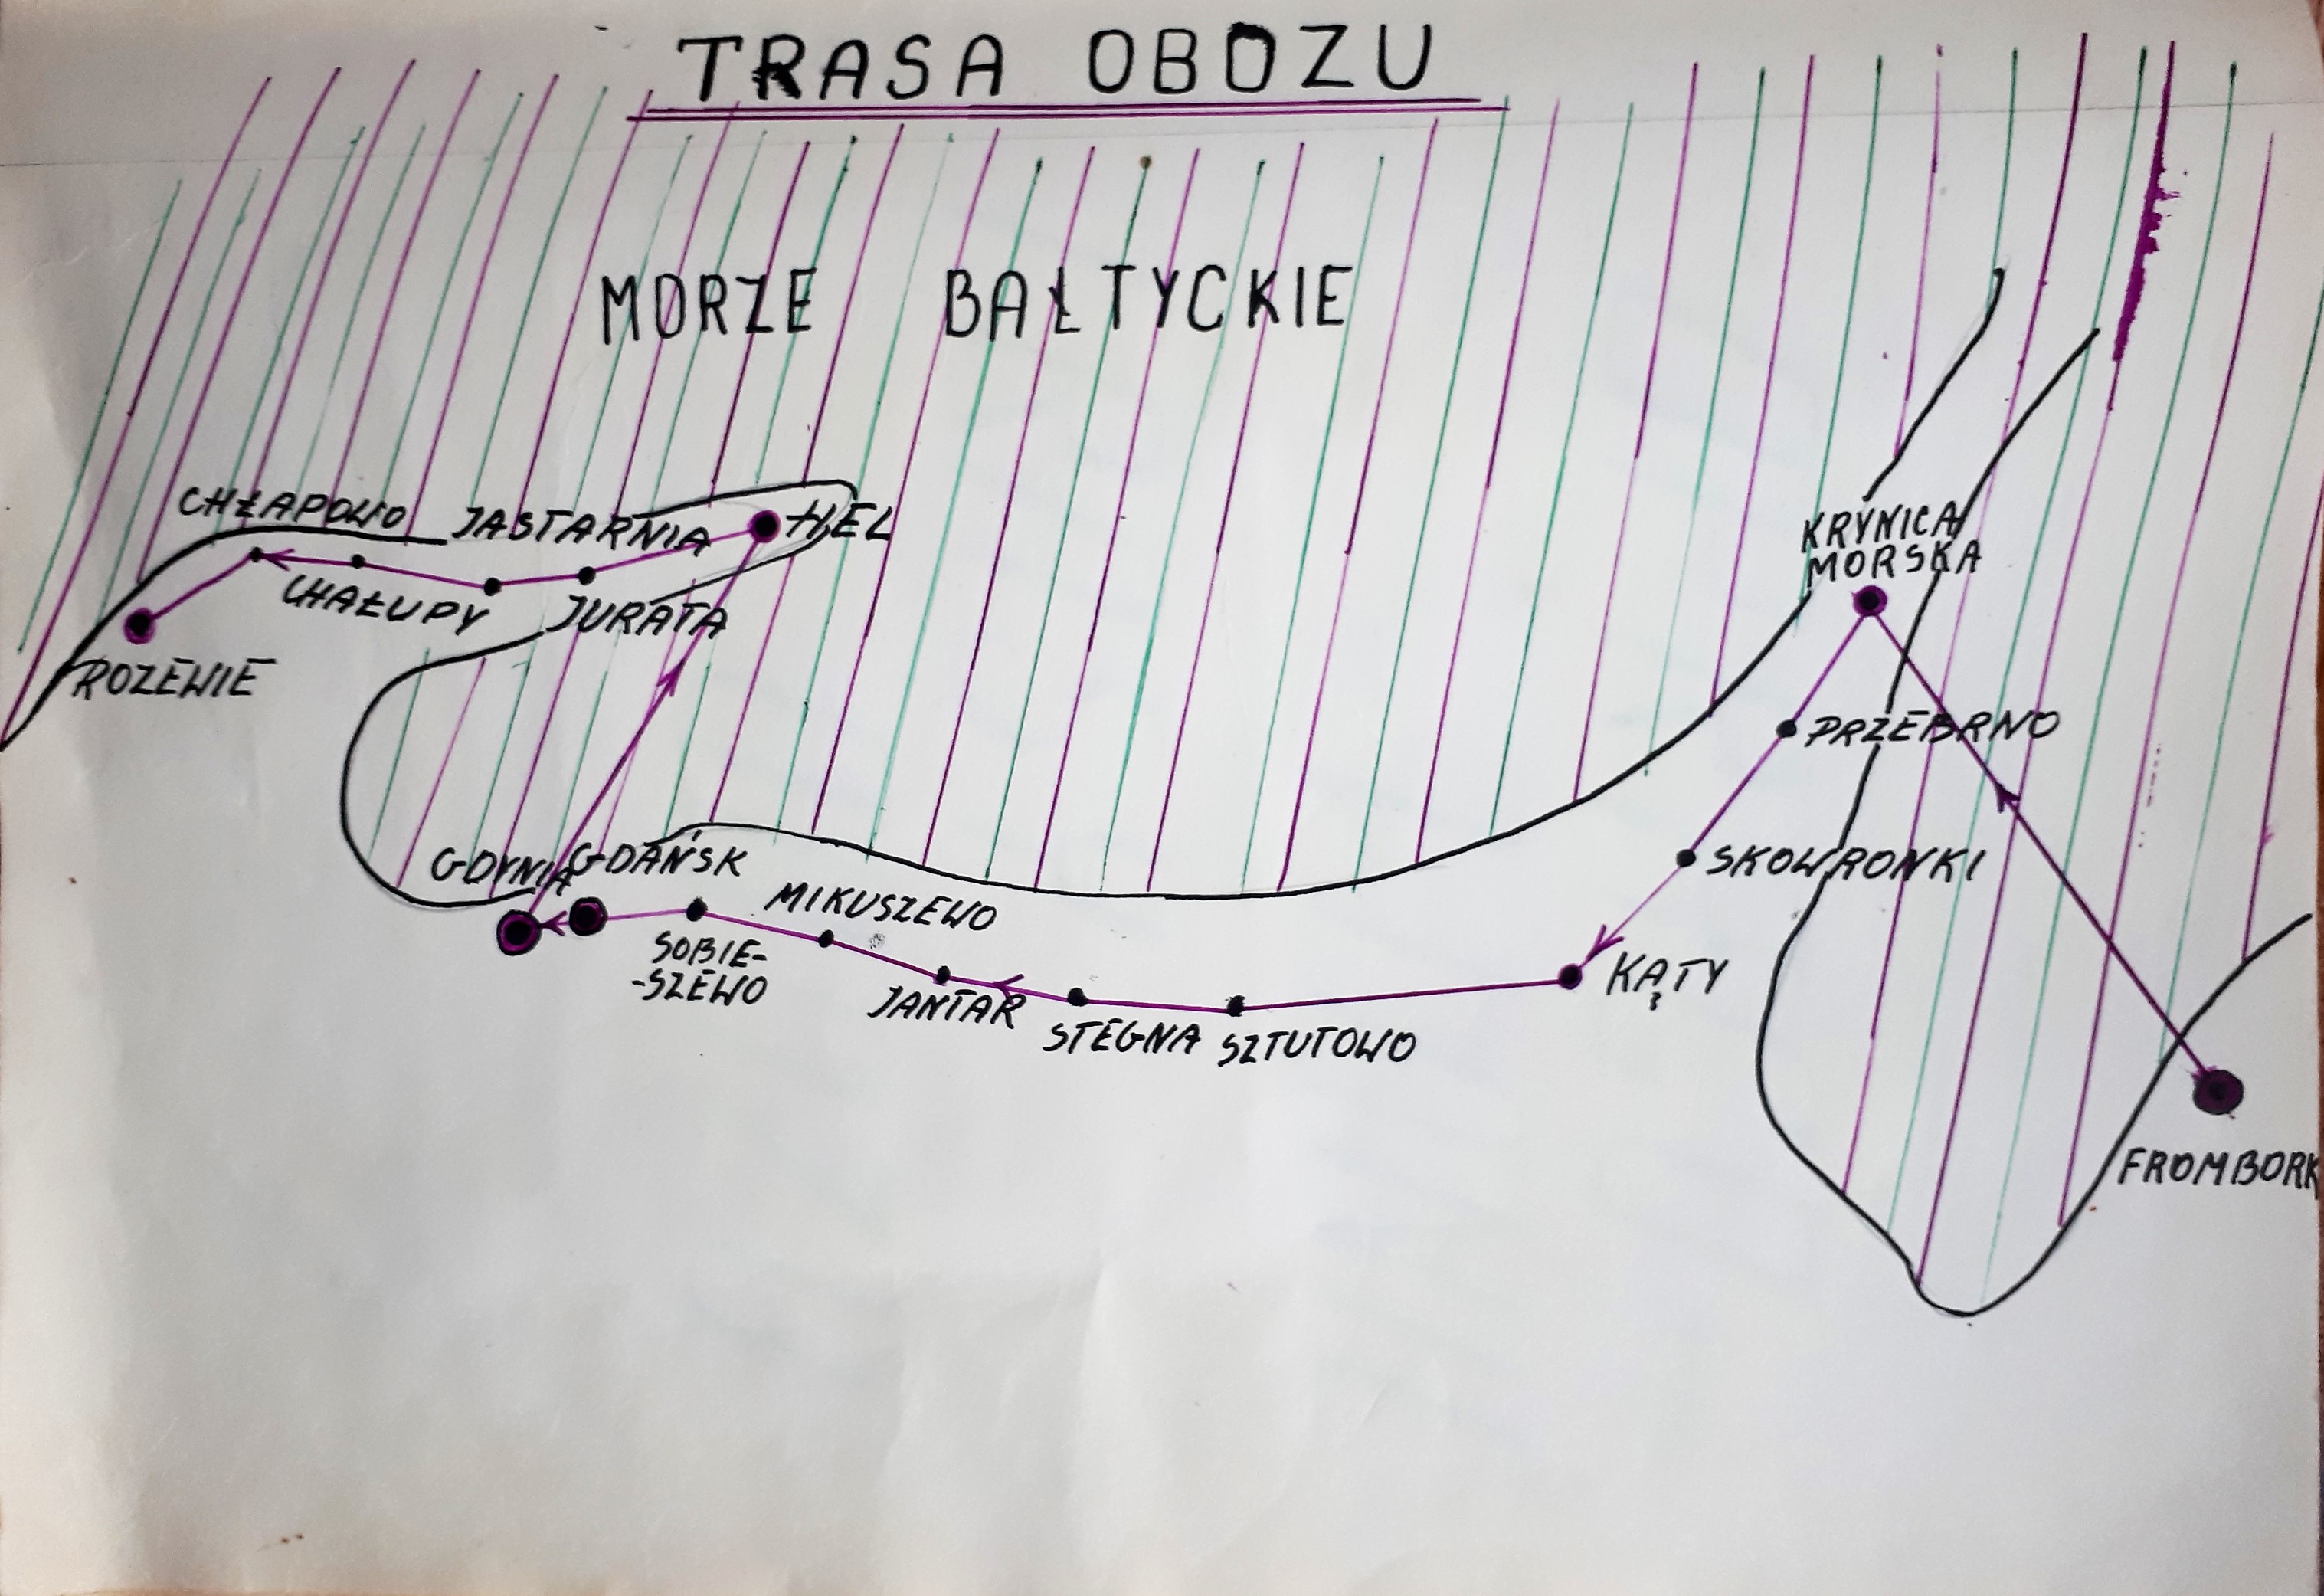 TRASA OBOZU
MORZE BAŁTYCKIE
CHŁAPOWO
JASTARNIA
HEL
CHAŁUPY
JURATA
ROZEWIE
KRYNICA
MORSKA
PRZEBRNO
SKOWRONKI
KĄTY
GDYNIA
GDAŃSK
MIKUSZEWO
SOBIE-
-SZEWO
JANTAR
STEGNA
SZTUTOWO
FROMBORK